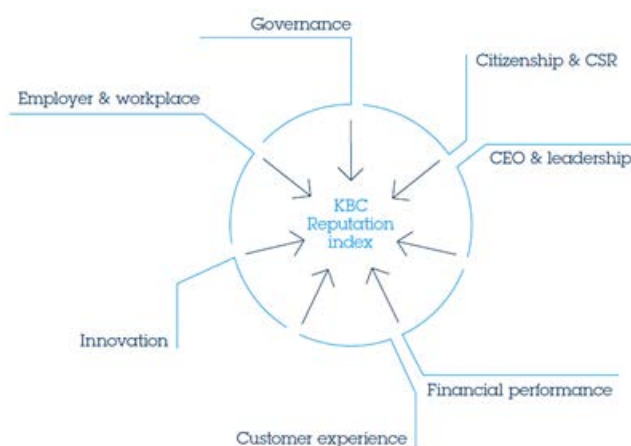 Governance
Citizenship & CSR
Employer & workplace
CEO & leadership
KBC
Reputation
index
Innovation
Financial performance
Customer experience